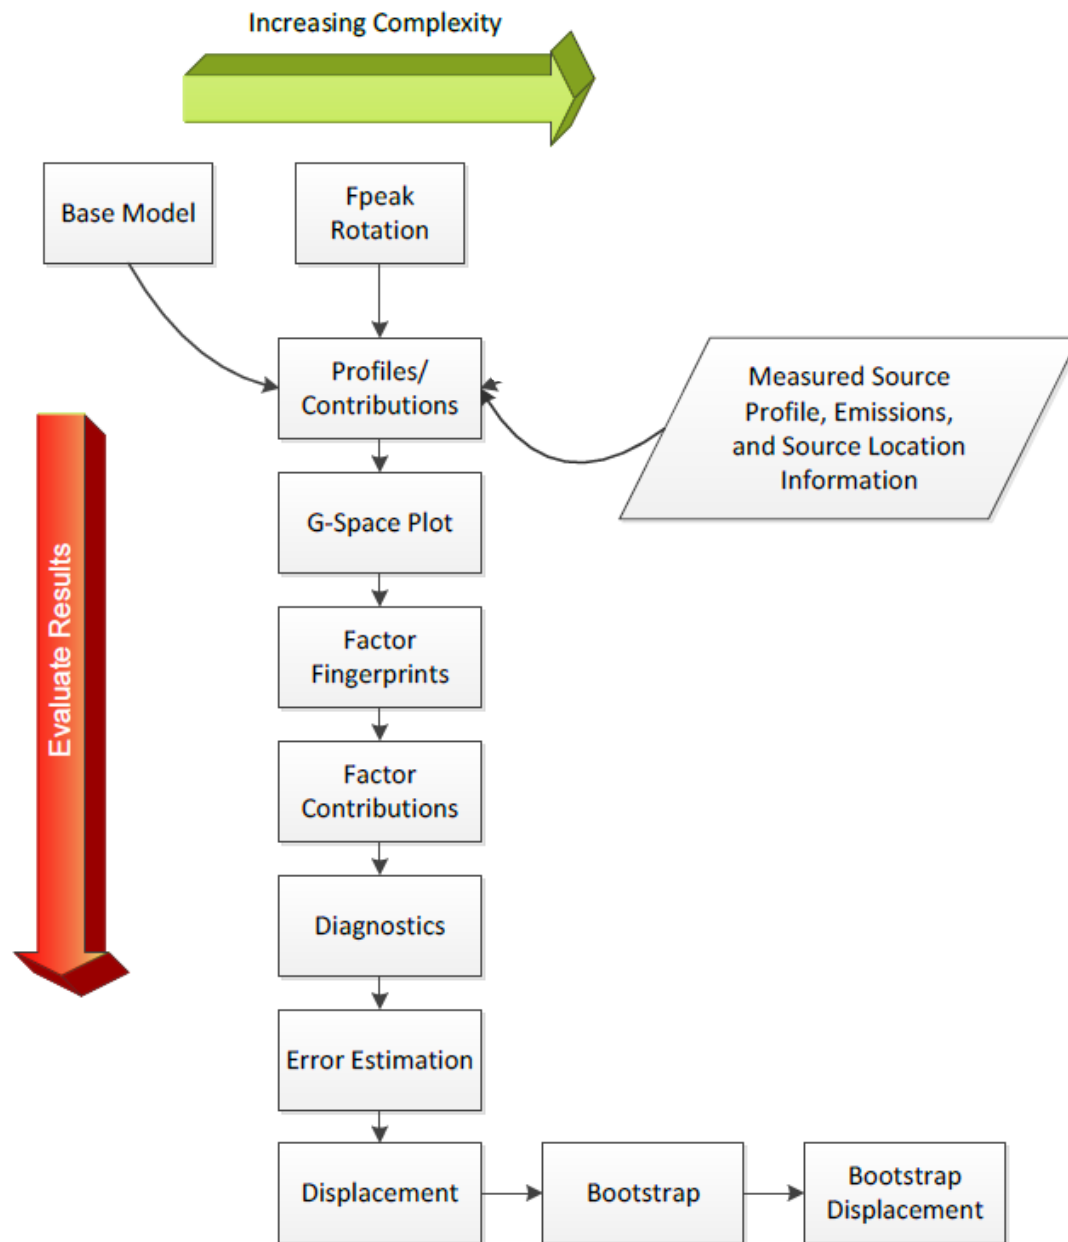 Increasing Complexity
Base Model
Fpeak
Rotation
Profiles/
Contributions
Measured Source
Profile, Emissions,
and Source Location
Information
G-Space Plot
Evaluate Results
Factor
Fingerprints
Factor
Contributions
Diagnostics
Error Estimation
Displacement
Bootstrap
Bootstrap
Displacement